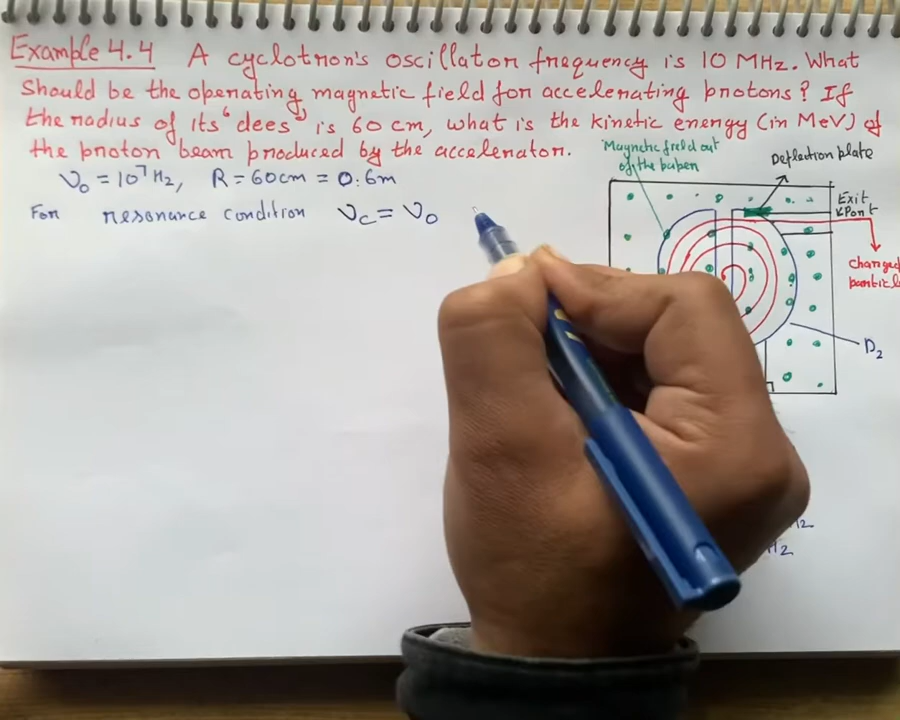 Example 4.4 A cyclotron's oscillator frequency is 10 MHz. What
should be the operating magnetic field for accelerating protons? If
the radius of its "dees" is 60 cm, what is the kinetic energy (in MeV) of
the proton beam produced by the accelerator.
Magnetic field out
of the paper
Deflection plate
ν₀ = 10⁷ Hz, R = 60cm = 0.6m
Exit
Port
For resonance condition ν_c = ν₀
Charged
particle
D₂
Hz
Hz